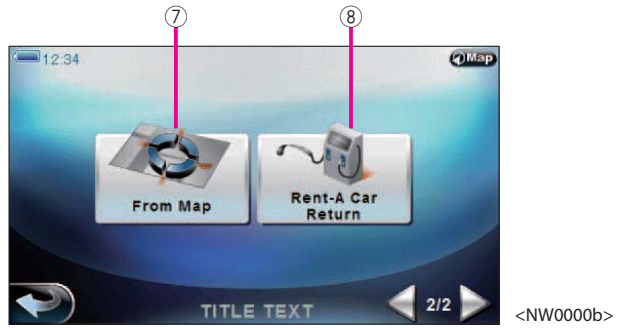 ⑦ ⑧
12:34 Map
From Map
Rent-A Car
Return
TITLE TEXT 2/2
<NW0000b>